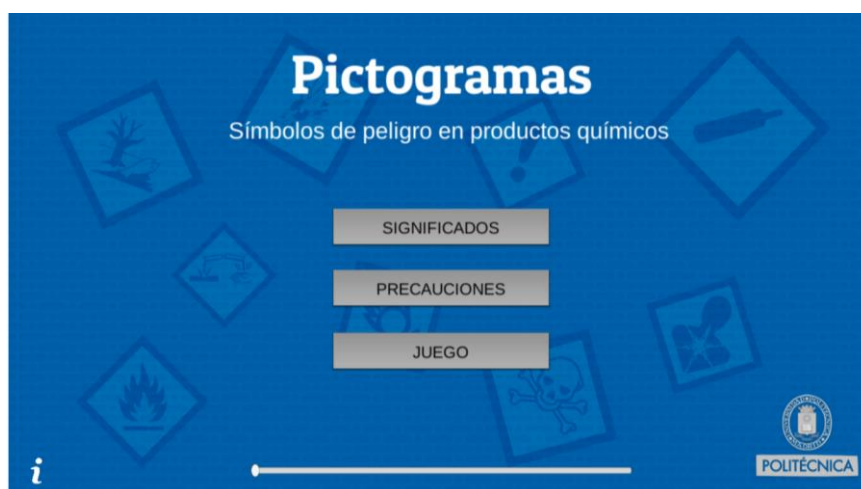 Pictogramas
Símbolos de peligro en productos químicos
SIGNIFICADOS
PRECAUCIONES
JUEGO
i
POLITÉCNICA